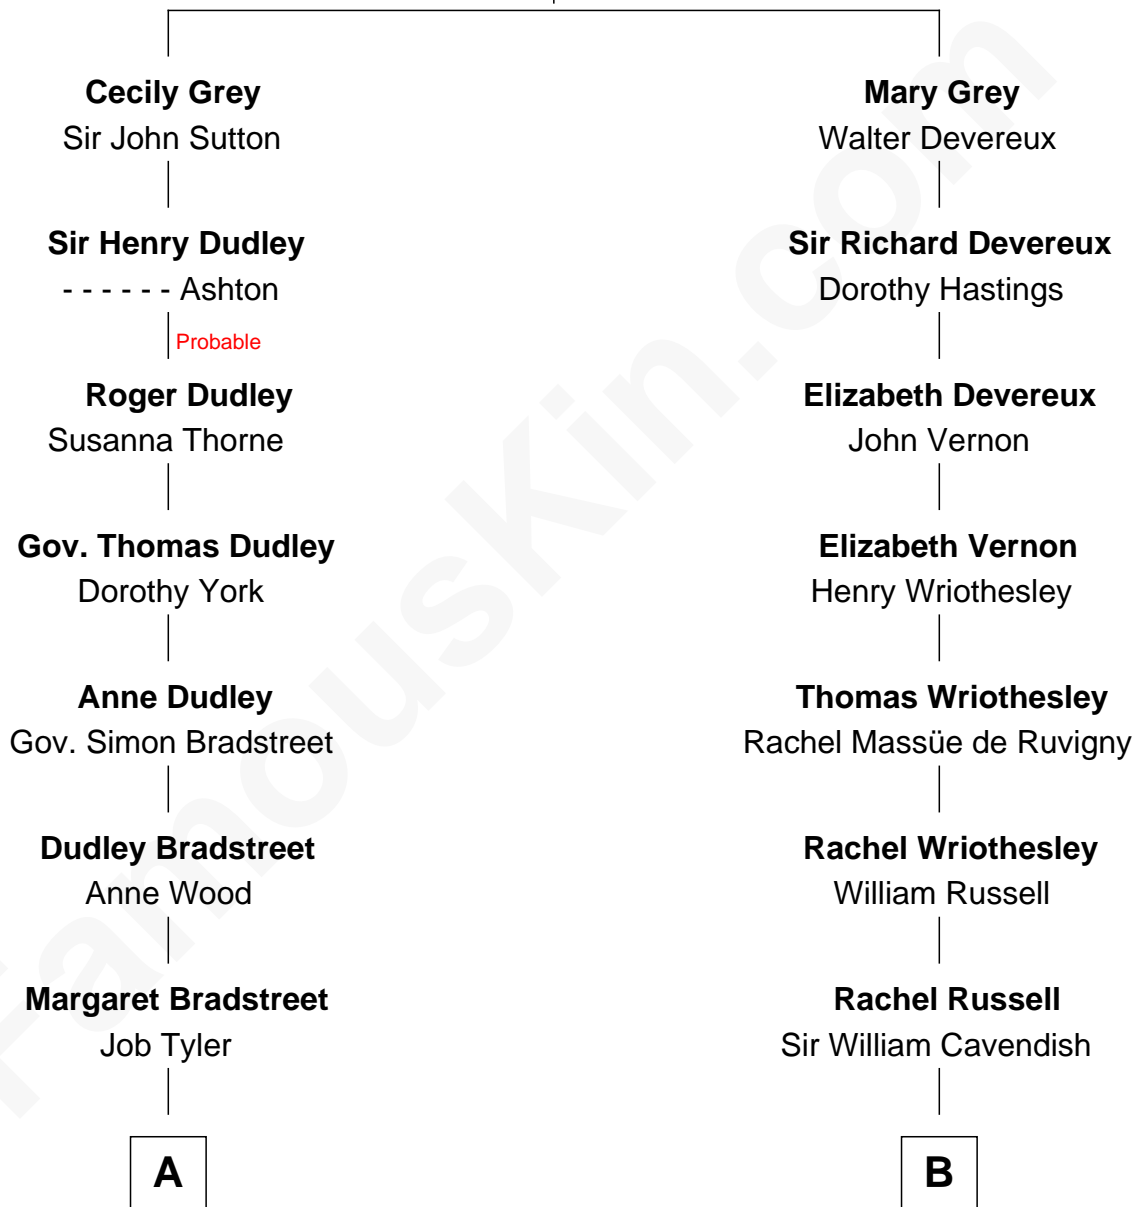 Cecily Grey
Sir John Sutton
Sir Henry Dudley
- - - - - - Ashton
Probable
Roger Dudley
Susanna Thorne
Gov. Thomas Dudley
Dorothy York
Anne Dudley
Gov. Simon Bradstreet
Dudley Bradstreet
Anne Wood
Margaret Bradstreet
Job Tyler
A
Mary Grey
Walter Devereux
Sir Richard Devereux
Dorothy Hastings
Elizabeth Devereux
John Vernon
Elizabeth Vernon
Henry Wriothesley
Thomas Wriothesley
Rachel Massüe de Ruvigny
Rachel Wriothesley
William Russell
Rachel Russell
Sir William Cavendish
B
FamousKin.com